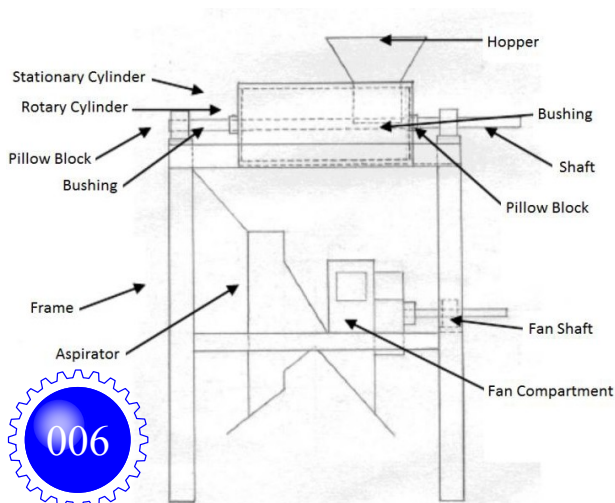 Hopper
Stationary Cylinder
Rotary Cylinder
Bushing
Pillow Block
Bushing
Shaft
Pillow Block
Frame
Fan Shaft
Aspirator
Fan Compartment
006